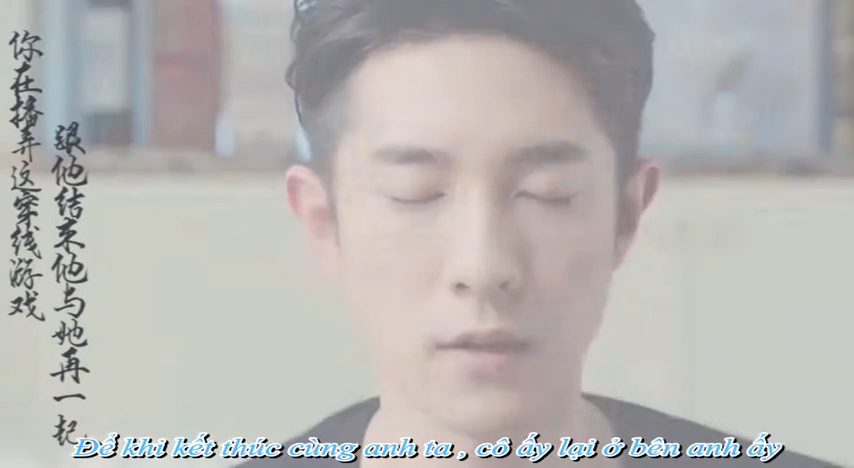 你在播弄这穿线游戏
跟他结束他与她再一起
Để khi kết thúc cùng anh ta , cô ấy lại ở bên anh ấy